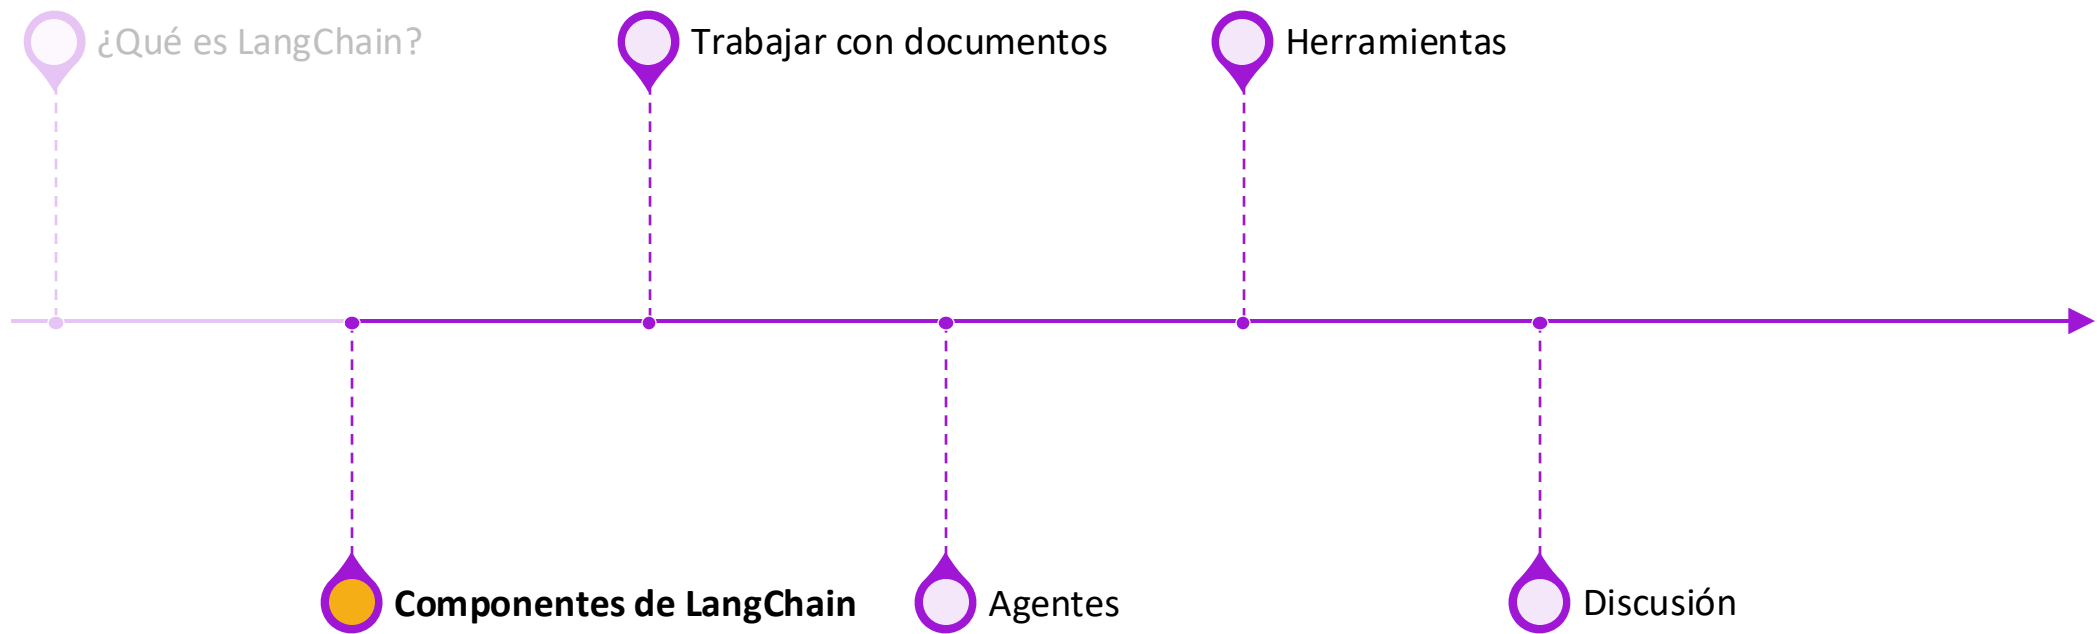 ¿Qué es LangChain?
Trabajar con documentos
Herramientas
Componentes de LangChain
Agentes
Discusión